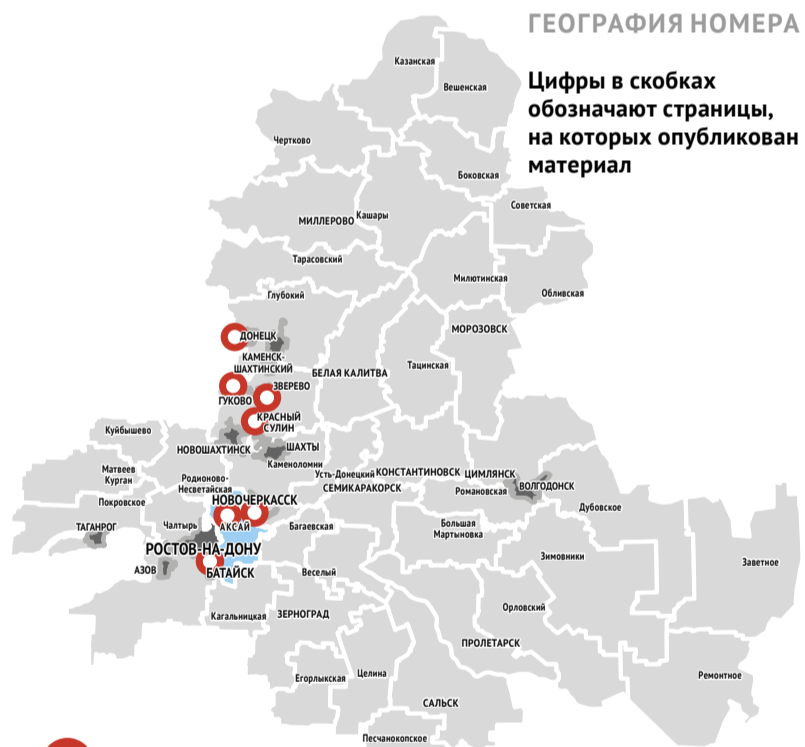 ГЕОГРАФИЯ НОМЕРА
Цифры в скобках
обозначают страницы,
на которых опубликован
материал
Казанская
Вешенская
Чертково
Боковская
Советская
МИЛЛЕРОВО
Кашары
Тарасовский
Милютинская
Обливская
Глубокий
МОРОЗОВСК
ДОНЕЦК
КАМЕНСК-
ШАХТИНСКИЙ
БЕЛАЯ КАЛИТВА
Тацинская
ЗВЕРЕВО
ГУКОВО
КРАСНЫЙ
СУЛИН
Куйбышево
НОВОШАХТИНСК
ШАХТЫ
Каменоломни
Матвеев
Курган
Родионово-
Несветайская
Усть-Донецкий
КОНСТАНТИНОВСК
ЦИМЛЯНСК
СЕМИКАРАКОРСК
Романовская
ВОЛГОДОНСК
Покровское
НОВОЧЕРКАССК
Дубовское
ТАГАНРОГ
Чалтырь
АКСАЙ
Багаевская
Большая
Мартыновка
РОСТОВ-НА-ДОНУ
Зимовники
Заветное
АЗОВ
БАТАЙСК
Веселый
Кагальницкая
ЗЕРНОГРАД
Орловский
ПРОЛЕТАРСК
Егорлыкская
Целина
Ремонтное
САЛЬСК
Песчанокопское